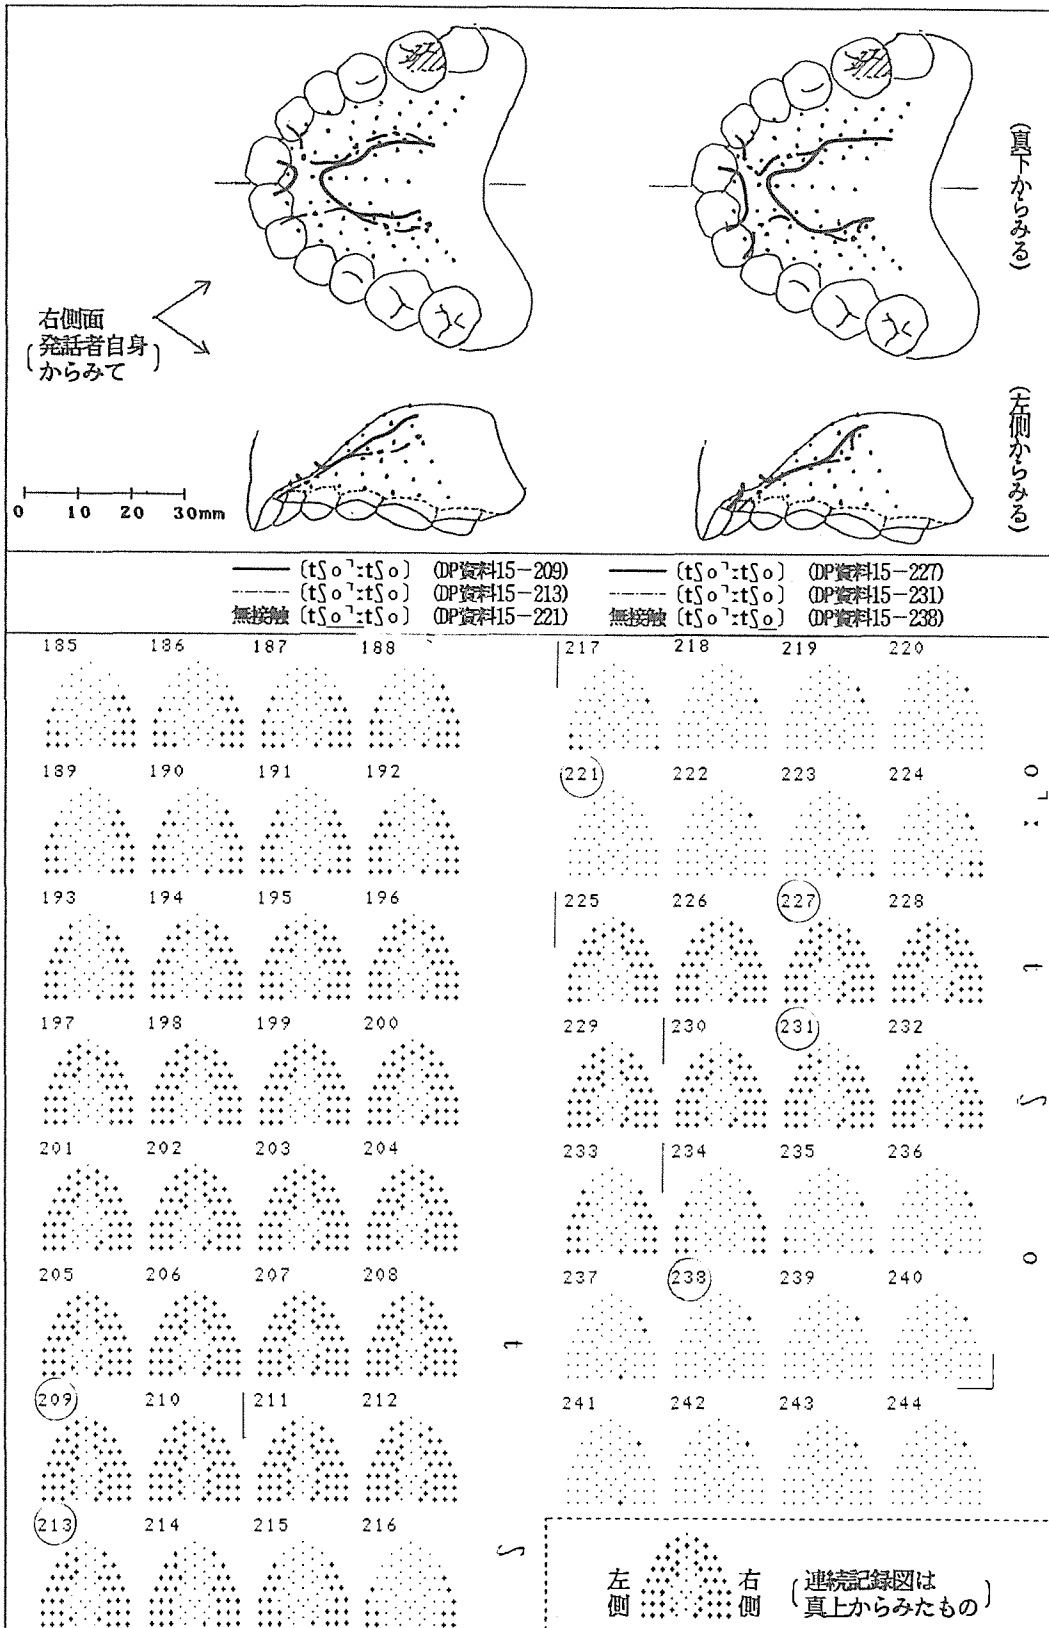 (真下からみる)
右側面
発話者自身
からみて
(左側からみる)
0 10 20 30mm
[tʃo˥:tʃo] (DP資料15-209)
[tʃo˥:tʃo] (DP資料15-213)
無接触 [tʃo˥:tʃo] (DP資料15-221)
[tʃo˥:tʃo] (DP資料15-227)
[tʃo˥:tʃo] (DP資料15-231)
無接触 [tʃo˥:tʃo] (DP資料15-238)
185 186 187 188
189 190 191 192
193 194 195 196
197 198 199 200
201 202 203 204
205 206 207 208
t
209 210 211 212
213 214 215 216
ʃ
217 218 219 220
o˥:
221 222 223 224
225 226 227 228
t
229 230 231 232
ʃ
233 234 235 236
o
237 238 239 240
241 242 243 244
左側
右側
(連続記録図は
真上からみたもの)